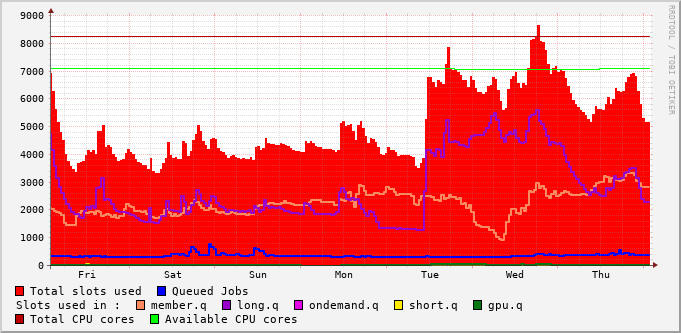 9000
8000
7000
6000
5000
4000
3000
2000
1000
0
Fri Sat Sun Mon Tue Wed Thu
RRDTOOL / TOBI OETIKER
Total slots used Queued Jobs
Slots used in : member.q long.q ondemand.q short.q gpu.q
Total CPU cores Available CPU cores